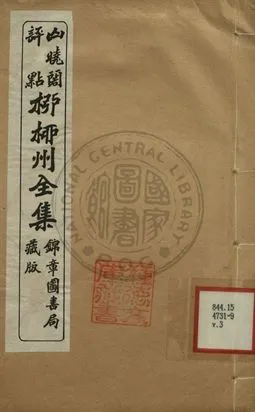 山曉閣
評點
柳柳州全集
錦章圖書局
藏版
NATIONAL CENTRAL LIBRARY
國家圖書館
844.15
4731-9
v.3